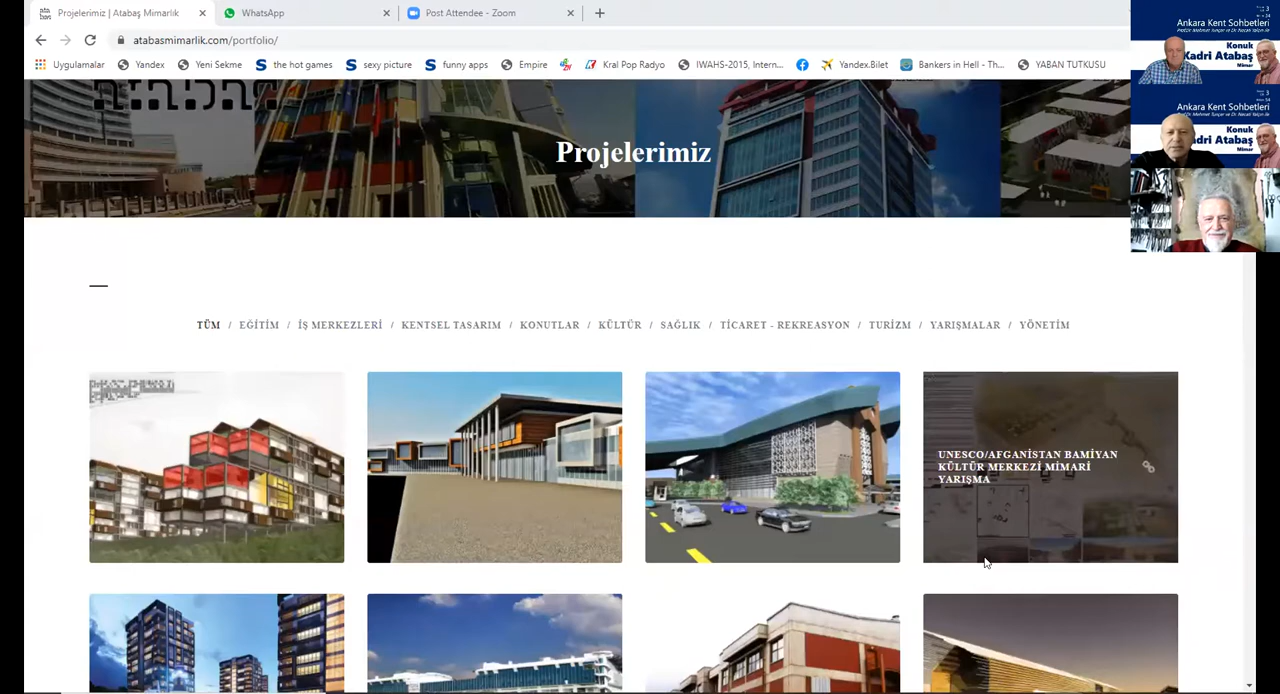 Projelerimiz | Atabaş Mimarlık
WhatsApp
Post Attendee - Zoom
atabasmimarlik.com/portfolio/
Uygulamalar
Yandex
Yeni Sekme
the hot games
sexy picture
funny apps
Empire
Kral Pop Radyo
IWAHS-2015, Intern...
Yandex.Bilet
Bankers in Hell - Th...
YABAN TUTKUSU
Ankara Kent Sohbetleri
Konuk
Kadri Atabaş
Mimar
Ankara Kent Sohbetleri
Konuk
adri Atabaş
Mimar
Projelerimiz
TÜM / EĞİTİM / İŞ MERKEZLERİ / KENTSEL TASARIM / KONUTLAR / KÜLTÜR / SAĞLIK / TİCARET - REKREASYON / TURİZM / YARIŞMALAR / YÖNETİM
UNESCO/AFGANİSTAN BAMİYAN
KÜLTÜR MERKEZİ MİMARİ
YARIŞMA